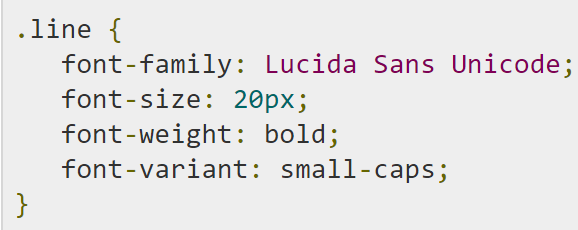 .line {
   font-family: Lucida Sans Unicode;
   font-size: 20px;
   font-weight: bold;
   font-variant: small-caps;
}